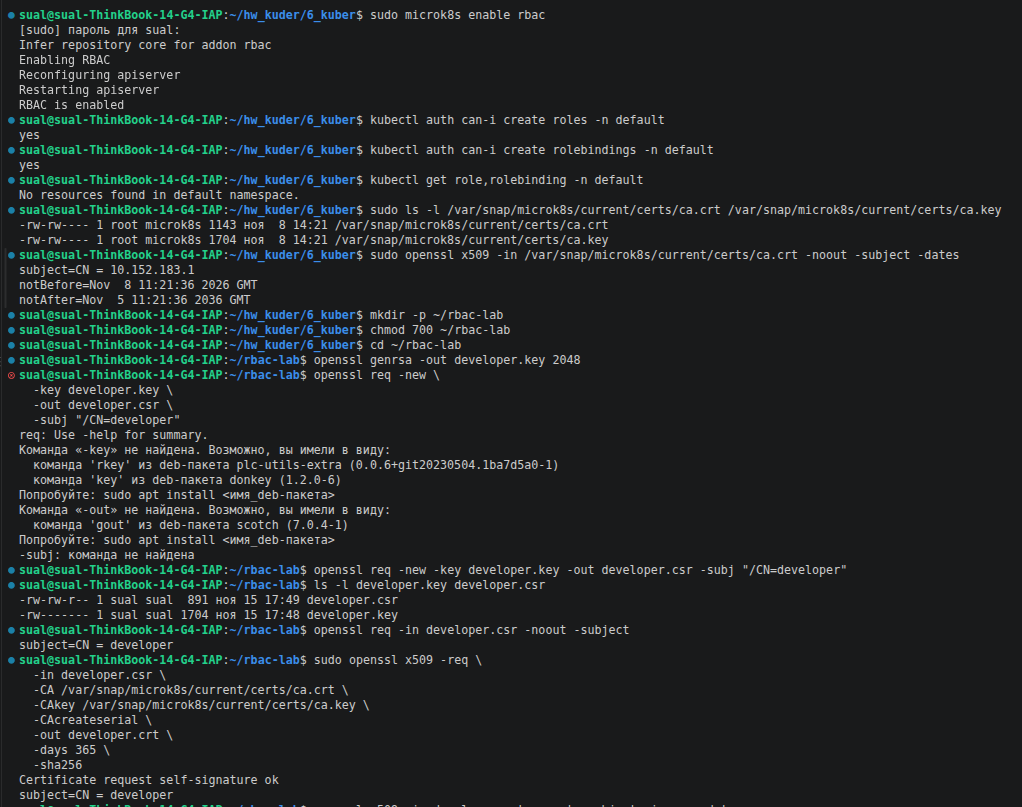 sual@sual-ThinkBook-14-G4-IAP:~/hw_kuder/6_kuber$ sudo microk8s enable rbac
[sudo] пароль для sual:
Infer repository core for addon rbac
Enabling RBAC
Reconfiguring apiserver
Restarting apiserver
RBAC is enabled
sual@sual-ThinkBook-14-G4-IAP:~/hw_kuder/6_kuber$ kubectl auth can-i create roles -n default
yes
sual@sual-ThinkBook-14-G4-IAP:~/hw_kuder/6_kuber$ kubectl auth can-i create rolebindings -n default
yes
sual@sual-ThinkBook-14-G4-IAP:~/hw_kuder/6_kuber$ kubectl get role,rolebinding -n default
No resources found in default namespace.
sual@sual-ThinkBook-14-G4-IAP:~/hw_kuder/6_kuber$ sudo ls -l /var/snap/microk8s/current/certs/ca.crt /var/snap/microk8s/current/certs/ca.key
-rw-rw---- 1 root microk8s 1143 ноя  8 14:21 /var/snap/microk8s/current/certs/ca.crt
-rw-rw---- 1 root microk8s 1704 ноя  8 14:21 /var/snap/microk8s/current/certs/ca.key
sual@sual-ThinkBook-14-G4-IAP:~/hw_kuder/6_kuber$ sudo openssl x509 -in /var/snap/microk8s/current/certs/ca.crt -noout -subject -dates
subject=CN = 10.152.183.1
notBefore=Nov  8 11:21:36 2026 GMT
notAfter=Nov  5 11:21:36 2036 GMT
sual@sual-ThinkBook-14-G4-IAP:~/hw_kuder/6_kuber$ mkdir -p ~/rbac-lab
sual@sual-ThinkBook-14-G4-IAP:~/hw_kuder/6_kuber$ chmod 700 ~/rbac-lab
sual@sual-ThinkBook-14-G4-IAP:~/hw_kuder/6_kuber$ cd ~/rbac-lab
sual@sual-ThinkBook-14-G4-IAP:~/rbac-lab$ openssl genrsa -out developer.key 2048
sual@sual-ThinkBook-14-G4-IAP:~/rbac-lab$ openssl req -new \
  -key developer.key \
  -out developer.csr \
  -subj "/CN=developer"
req: Use -help for summary.
Команда «-key» не найдена. Возможно, вы имели в виду:
  команда 'rkey' из deb-пакета plc-utils-extra (0.0.6+git20230504.1ba7d5a0-1)
  команда 'key' из deb-пакета donkey (1.2.0-6)
Попробуйте: sudo apt install <имя_deb-пакета>
Команда «-out» не найдена. Возможно, вы имели в виду:
  команда 'gout' из deb-пакета scotch (7.0.4-1)
Попробуйте: sudo apt install <имя_deb-пакета>
-subj: команда не найдена
sual@sual-ThinkBook-14-G4-IAP:~/rbac-lab$ openssl req -new -key developer.key -out developer.csr -subj "/CN=developer"
sual@sual-ThinkBook-14-G4-IAP:~/rbac-lab$ ls -l developer.key developer.csr
-rw-rw-r-- 1 sual sual  891 ноя 15 17:49 developer.csr
-rw------- 1 sual sual 1704 ноя 15 17:48 developer.key
sual@sual-ThinkBook-14-G4-IAP:~/rbac-lab$ openssl req -in developer.csr -noout -subject
subject=CN = developer
sual@sual-ThinkBook-14-G4-IAP:~/rbac-lab$ sudo openssl x509 -req \
  -in developer.csr \
  -CA /var/snap/microk8s/current/certs/ca.crt \
  -CAkey /var/snap/microk8s/current/certs/ca.key \
  -CAcreateserial \
  -out developer.crt \
  -days 365 \
  -sha256
Certificate request self-signature ok
subject=CN = developer